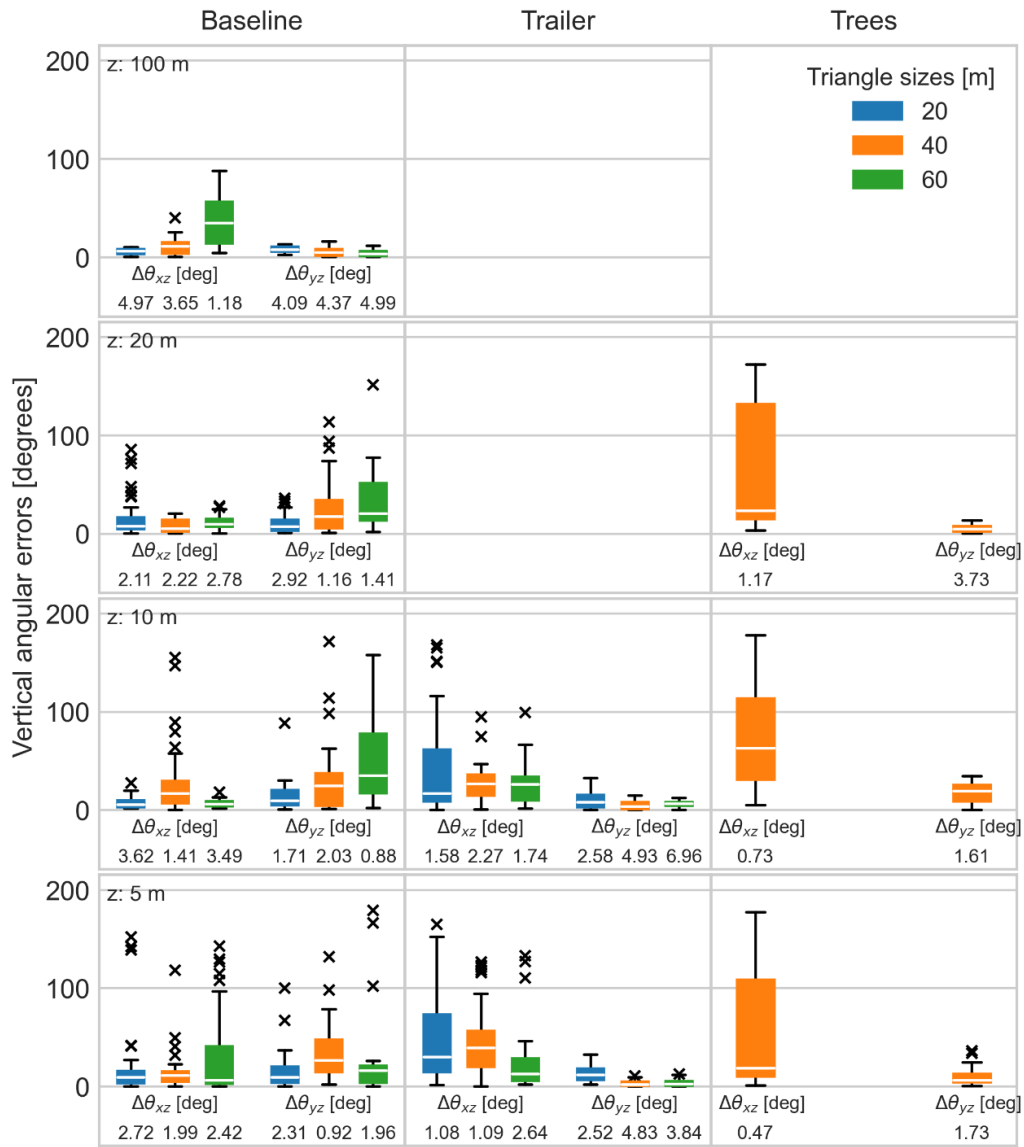 Baseline Trailer Trees
200 z: 100 m
Triangle sizes [m]
20
40
60
100
0
Δθxz [deg] Δθyz [deg]
4.97 3.65 1.18 4.09 4.37 4.99
Vertical angular errors [degrees]
200 z: 20 m
100
0
Δθxz [deg] Δθyz [deg] Δθxz [deg] Δθyz [deg]
2.11 2.22 2.78 2.92 1.16 1.41 1.17 3.73
200 z: 10 m
100
0
Δθxz [deg] Δθyz [deg] Δθxz [deg] Δθyz [deg] Δθxz [deg] Δθyz [deg]
3.62 1.41 3.49 1.71 2.03 0.88 1.58 2.27 1.74 2.58 4.93 6.96 0.73 1.61
200 z: 5 m
100
0
Δθxz [deg] Δθyz [deg] Δθxz [deg] Δθyz [deg] Δθxz [deg] Δθyz [deg]
2.72 1.99 2.42 2.31 0.92 1.96 1.08 1.09 2.64 2.52 4.83 3.84 0.47 1.73